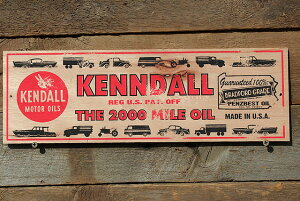 KENDALL
MOTOR OILS
KENNDALL
REG U.S. PAT. OFF
THE 2000 MILE OIL
Guaranteed 100%
BRADFORD GRADE
PENZBEST OIL
MADE IN U.S.A.